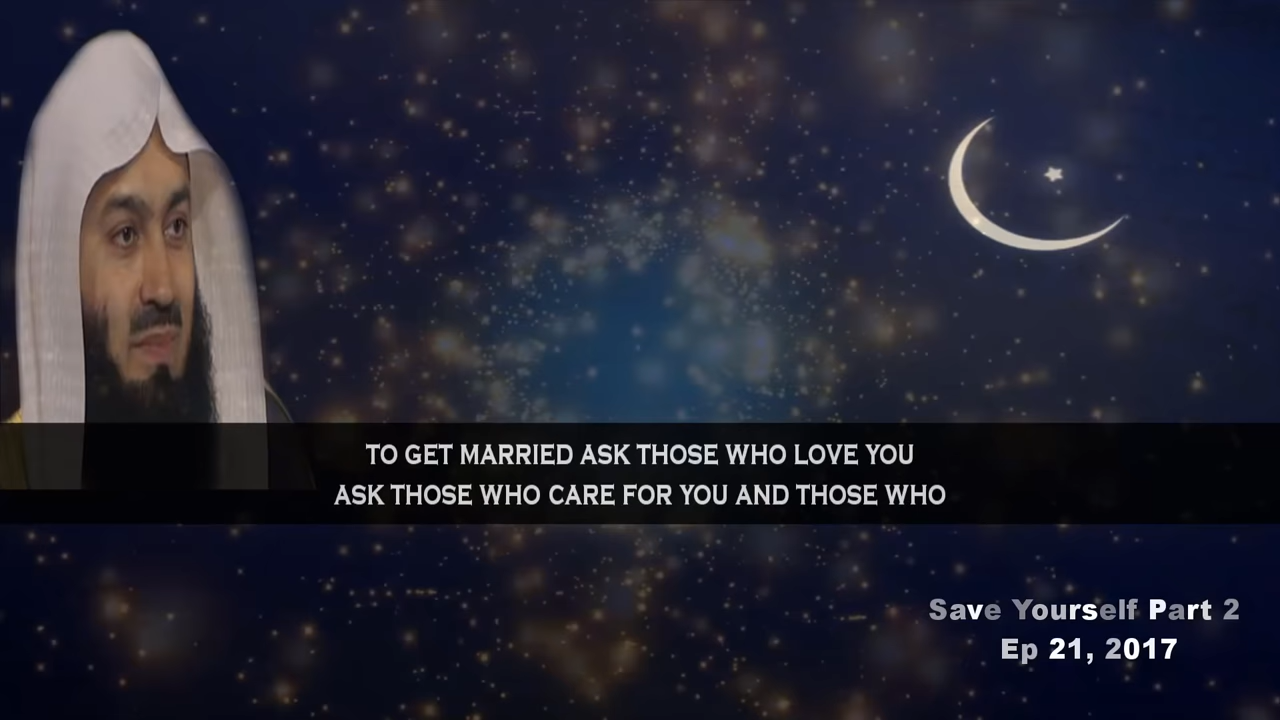 TO GET MARRIED ASK THOSE WHO LOVE YOU
ASK THOSE WHO CARE FOR YOU AND THOSE WHO
Save Yourself Part 2
Ep 21, 2017